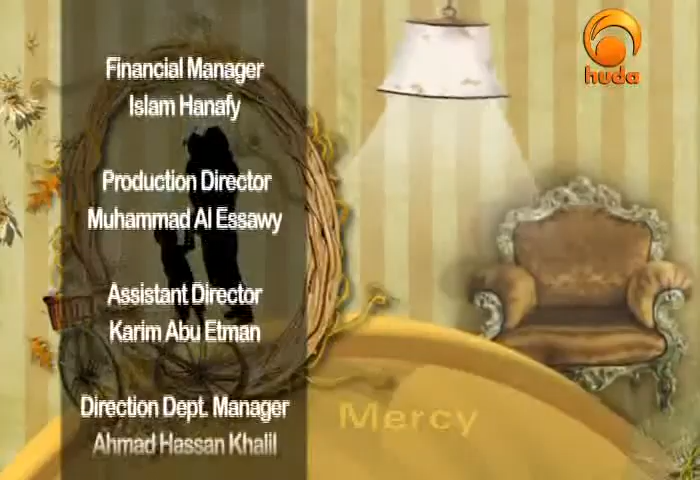 huda
Financial Manager
Islam Hanafy
Production Director
Muhammad Al Essawy
Assistant Director
Karim Abu Etman
Direction Dept. Manager
Ahmad Hassan Khalil
Mercy